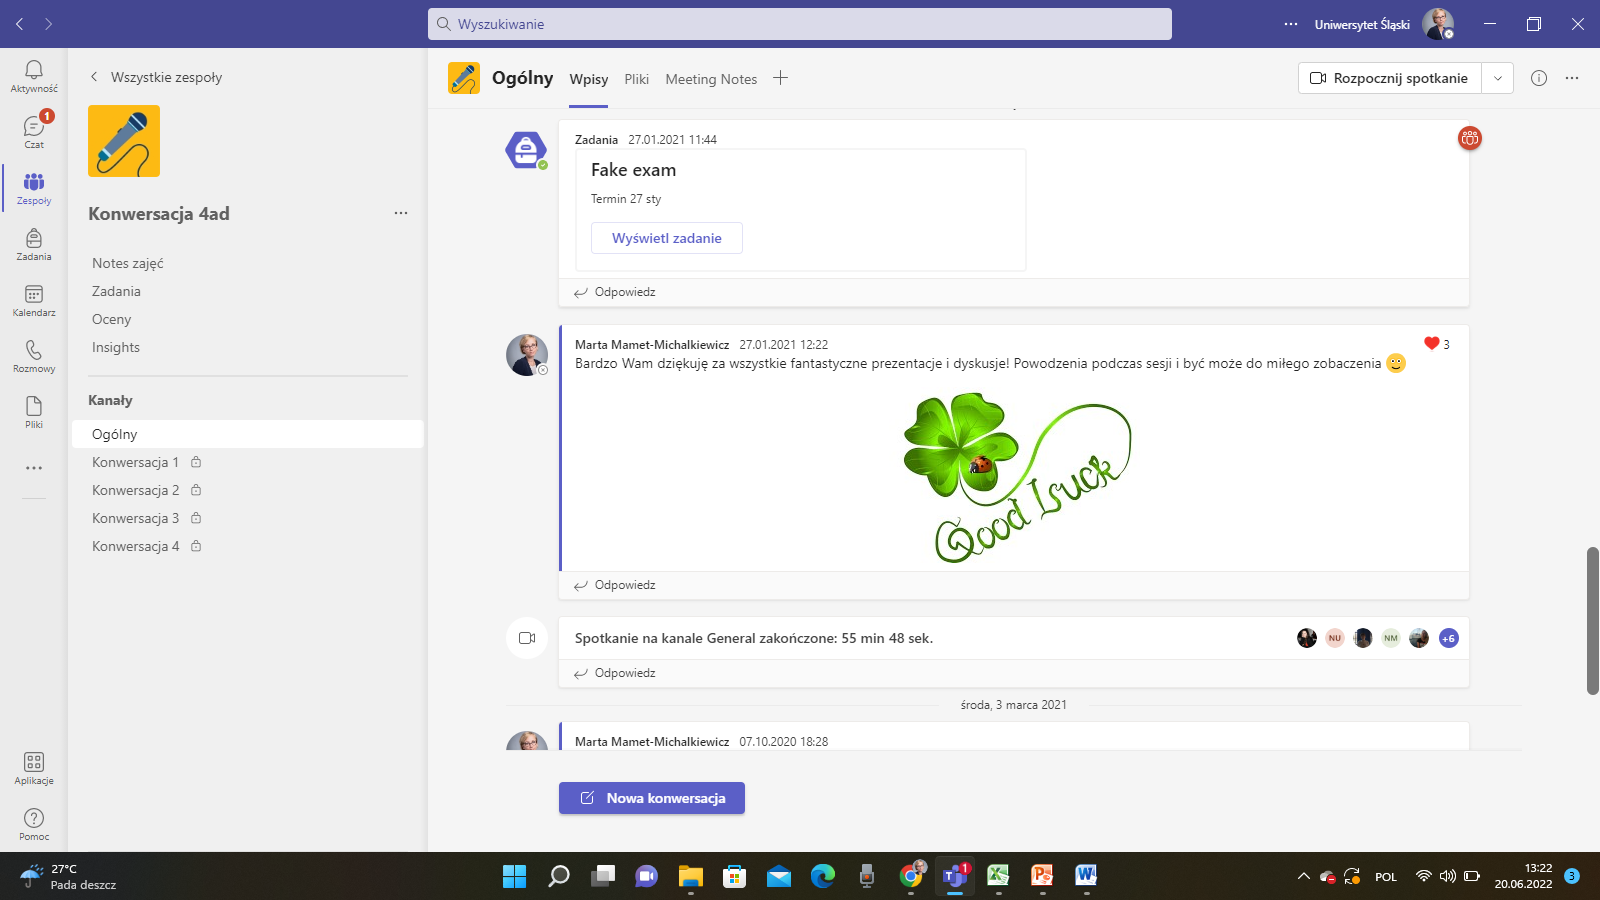 Wyszukiwanie
Uniwersytet Śląski
Aktywność
1
Czat
Zespoły
Zadania
Kalendarz
Rozmowy
Pliki
Aplikacje
Pomoc
Wszystkie zespoły
Konwersacja 4ad
Notes zajęć
Zadania
Oceny
Insights
Kanały
Ogólny
Konwersacja 1
Konwersacja 2
Konwersacja 3
Konwersacja 4
Ogólny Wpisy Pliki Meeting Notes
Rozpocznij spotkanie
Zadania 27.01.2021 11:44
Fake exam
Termin 27 sty
Wyświetl zadanie
Odpowiedz
Marta Mamet-Michalkiewicz 27.01.2021 12:22
3
Bardzo Wam dziękuję za wszystkie fantastyczne prezentacje i dyskusje! Powodzenia podczas sesji i być może do miłego zobaczenia
Good Luck
Odpowiedz
Spotkanie na kanale General zakończone: 55 min 48 sek.
NU NM +6
Odpowiedz
środa, 3 marca 2021
Marta Mamet-Michalkiewicz 07.10.2020 18:28
Nowa konwersacja
27°C
Pada deszcz
1
POL
13:22
20.06.2022
3